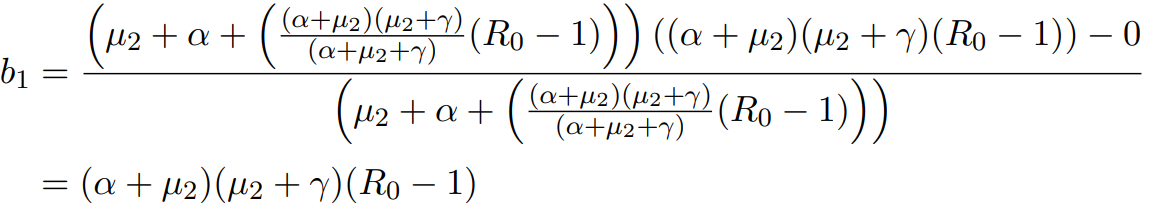 b₁ = \frac{\left(\mu_2 + \alpha + \left(\frac{(\alpha+\mu_2)(\mu_2+\gamma)}{(\alpha+\mu_2+\gamma)}(R_0 - 1)\right)\right)((\alpha + \mu_2)(\mu_2 + \gamma)(R_0 - 1)) - 0}{\left(\mu_2 + \alpha + \left(\frac{(\alpha+\mu_2)(\mu_2+\gamma)}{(\alpha+\mu_2+\gamma)}(R_0 - 1)\right)\right)}
= (\alpha + \mu_2)(\mu_2 + \gamma)(R_0 - 1)